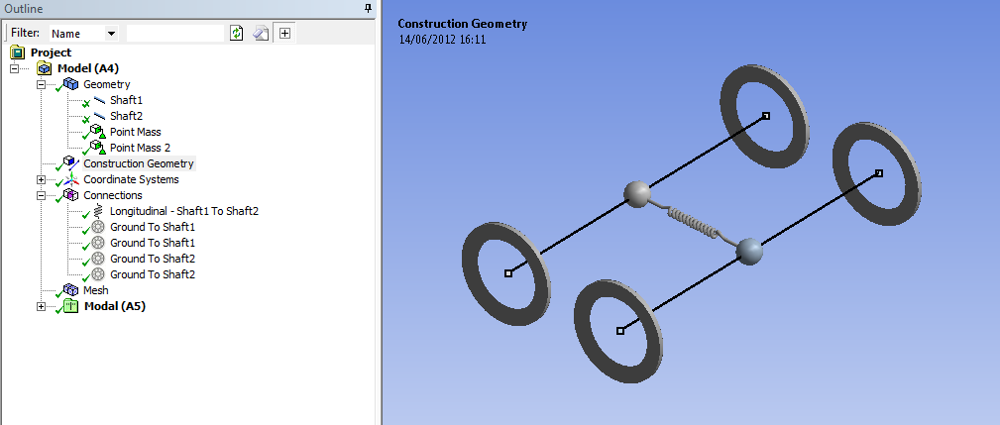 Outline
Filter: Name
Project
Model (A4)
Geometry
Shaft1
Shaft2
Point Mass
Point Mass 2
Construction Geometry
Coordinate Systems
Connections
Longitudinal - Shaft1 To Shaft2
Ground To Shaft1
Ground To Shaft1
Ground To Shaft2
Ground To Shaft2
Mesh
Modal (A5)
Construction Geometry
14/06/2012 16:11